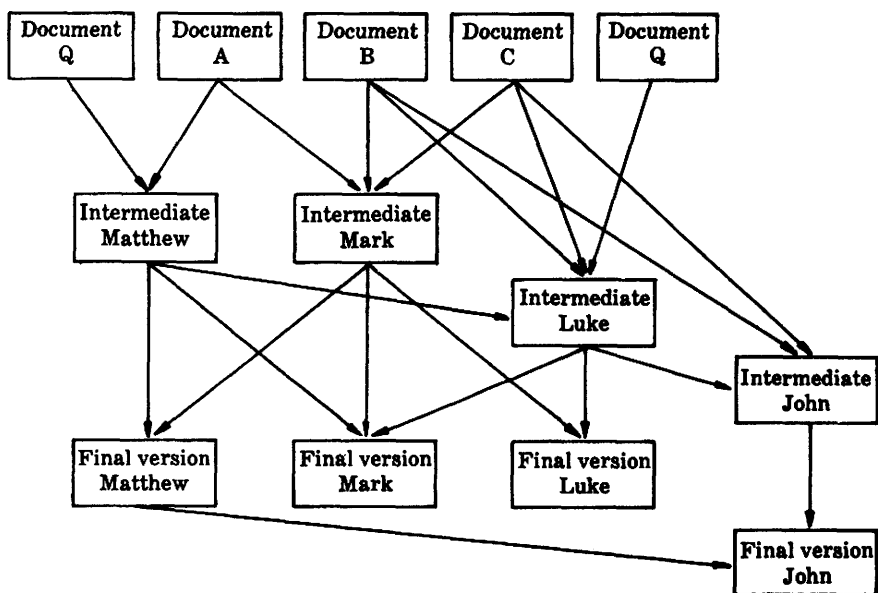 Document
Q
Document
A
Document
B
Document
C
Document
Q
Intermediate
Matthew
Intermediate
Mark
Intermediate
Luke
Intermediate
John
Final version
Matthew
Final version
Mark
Final version
Luke
Final version
John